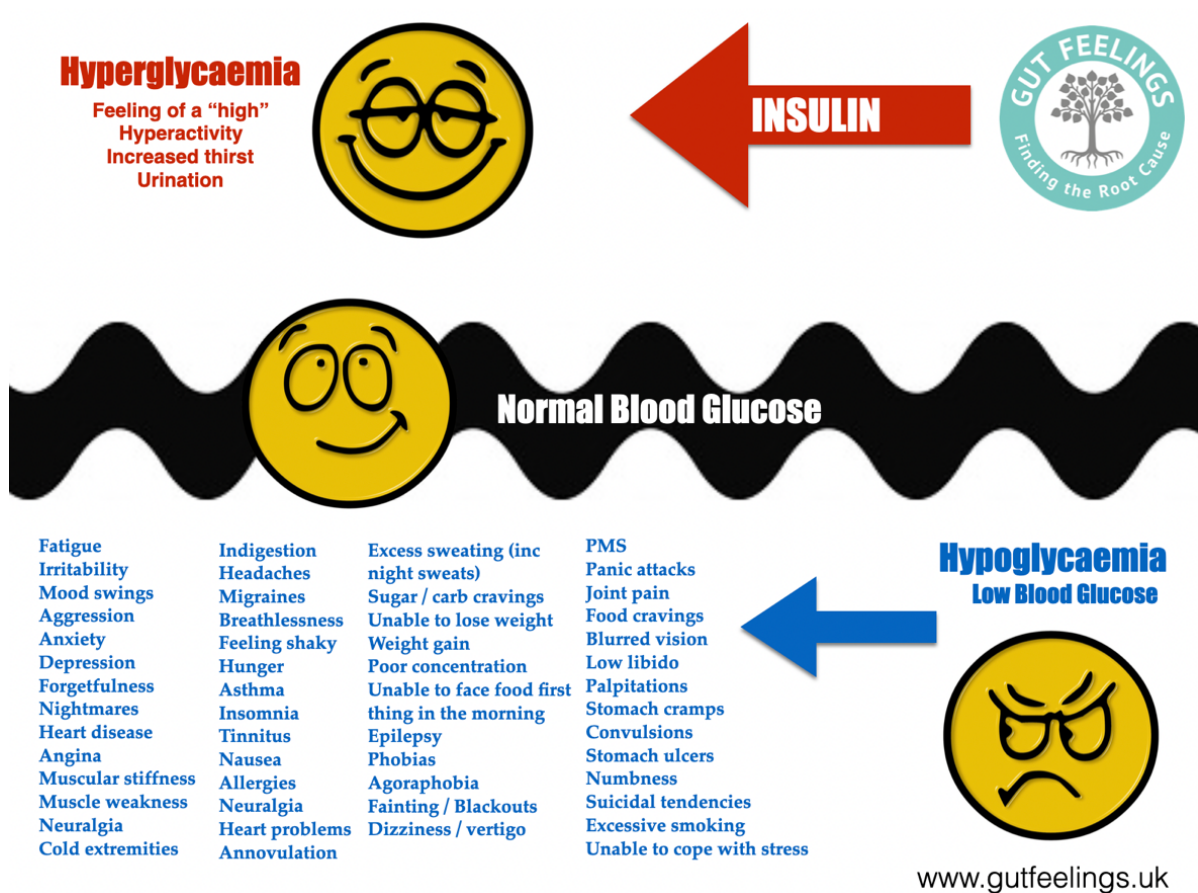 Hyperglycaemia
Feeling of a “high”
Hyperactivity
Increased thirst
Urination
INSULIN
GUT FEELINGS
Finding the Root Cause
Normal Blood Glucose
Fatigue
Irritability
Mood swings
Aggression
Anxiety
Depression
Forgetfulness
Nightmares
Heart disease
Angina
Muscular stiffness
Muscle weakness
Neuralgia
Cold extremities
Indigestion
Headaches
Migraines
Breathlessness
Feeling shaky
Hunger
Asthma
Insomnia
Tinnitus
Nausea
Allergies
Neuralgia
Heart problems
Annovulation
Excess sweating (inc
night sweats)
Sugar / carb cravings
Unable to lose weight
Weight gain
Poor concentration
Unable to face food first
thing in the morning
Epilepsy
Phobias
Agoraphobia
Fainting / Blackouts
Dizziness / vertigo
PMS
Panic attacks
Joint pain
Food cravings
Blurred vision
Low libido
Palpitations
Stomach cramps
Convulsions
Stomach ulcers
Numbness
Suicidal tendencies
Excessive smoking
Unable to cope with stress
Hypoglycaemia
Low Blood Glucose
www.gutfeelings.uk